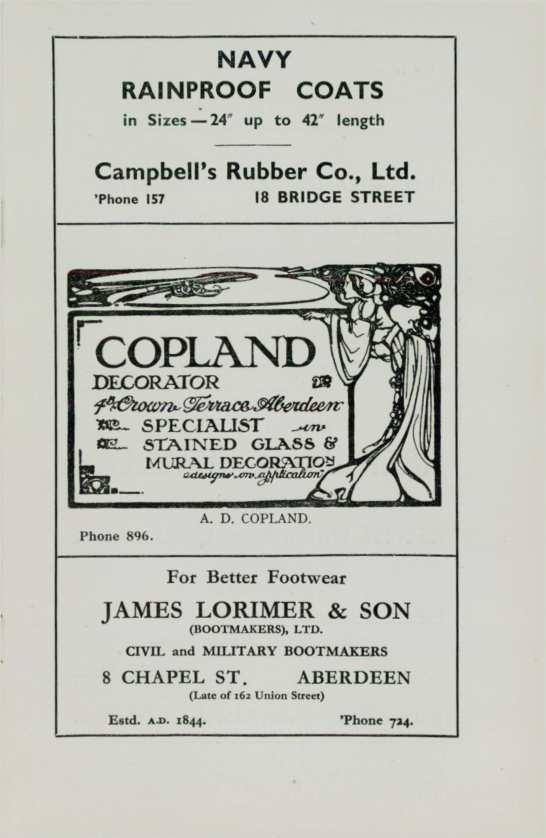 NAVY
RAINPROOF COATS
in Sizes — 24″ up to 42″ length
Campbell's Rubber Co., Ltd.
'Phone 157 18 BRIDGE STREET
COPLAND
DECORATOR
Crown Terrace Aberdeen
SPECIALIST in
STAINED GLASS &
MURAL DECORATION
designs on application
A. D. COPLAND.
Phone 896.
For Better Footwear
JAMES LORIMER & SON
(BOOTMAKERS), LTD.
CIVIL and MILITARY BOOTMAKERS
8 CHAPEL ST. ABERDEEN
(Late of 162 Union Street)
Estd. A.D. 1844. 'Phone 724.